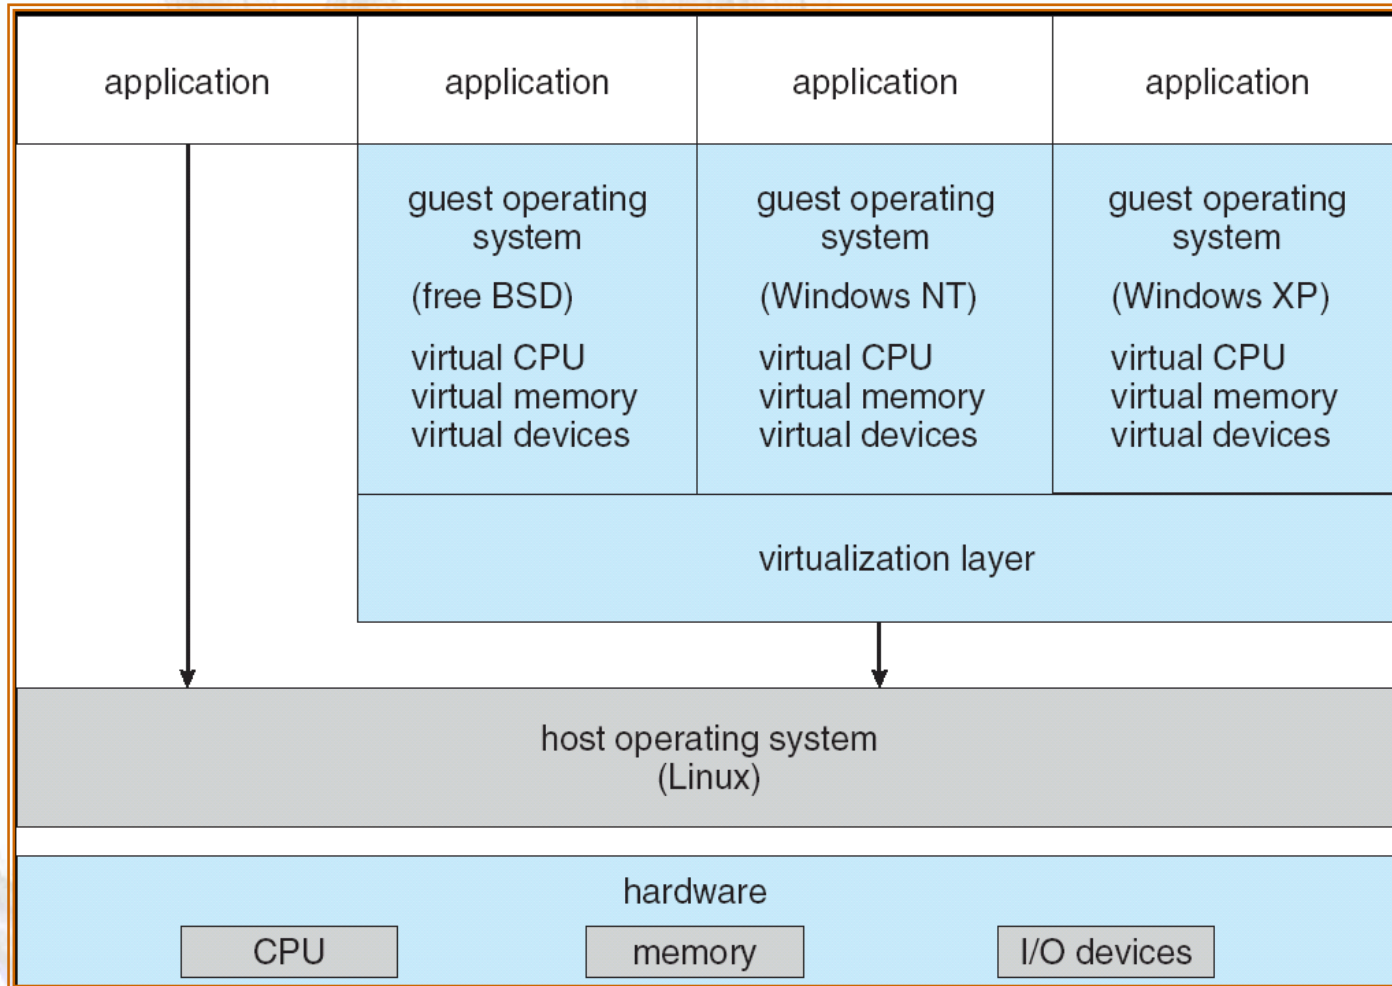 application
application
application
application
guest operating
system
(free BSD)
virtual CPU
virtual memory
virtual devices
guest operating
system
(Windows NT)
virtual CPU
virtual memory
virtual devices
guest operating
system
(Windows XP)
virtual CPU
virtual memory
virtual devices
virtualization layer
host operating system
(Linux)
hardware
CPU
memory
I/O devices